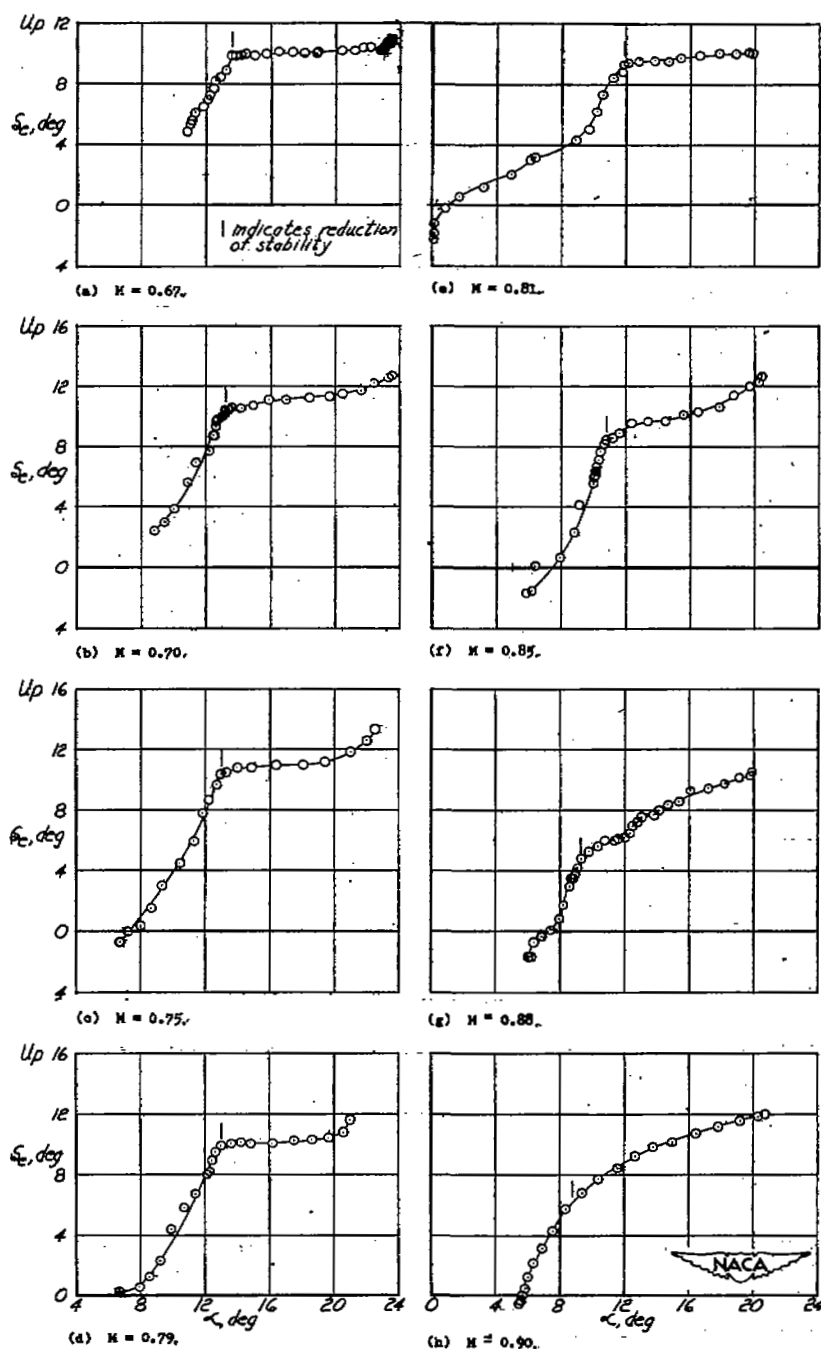 Up 12
8
δe, deg
4
0
4
| indicates reduction
of stability
(a) M = 0.67.
(e) M = 0.81.
Up 16
12
8
δe, deg
4
0
4
(b) M = 0.70.
(f) M = 0.85.
Up 16
12
8
δe, deg
4
0
4
(c) M = 0.75.
(g) M = 0.88.
Up 16
12
8
δe, deg
4
0
4 8 12 16 20 24
α, deg
0 4 8 12 16 20 24
α, deg
NACA
(d) M = 0.79.
(h) M = 0.90.